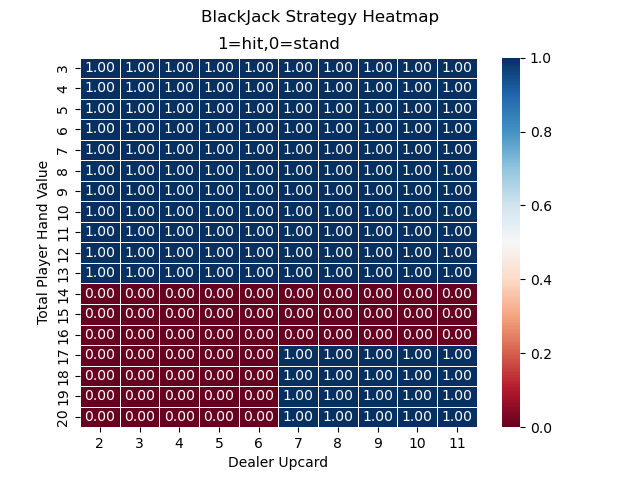 BlackJack Strategy Heatmap
1=hit,0=stand
3 1.00 1.00 1.00 1.00 1.00 1.00 1.00 1.00 1.00 1.00
4 1.00 1.00 1.00 1.00 1.00 1.00 1.00 1.00 1.00 1.00
5 1.00 1.00 1.00 1.00 1.00 1.00 1.00 1.00 1.00 1.00
6 1.00 1.00 1.00 1.00 1.00 1.00 1.00 1.00 1.00 1.00
7 1.00 1.00 1.00 1.00 1.00 1.00 1.00 1.00 1.00 1.00
8 1.00 1.00 1.00 1.00 1.00 1.00 1.00 1.00 1.00 1.00
9 1.00 1.00 1.00 1.00 1.00 1.00 1.00 1.00 1.00 1.00
10 1.00 1.00 1.00 1.00 1.00 1.00 1.00 1.00 1.00 1.00
11 1.00 1.00 1.00 1.00 1.00 1.00 1.00 1.00 1.00 1.00
12 1.00 1.00 1.00 1.00 1.00 1.00 1.00 1.00 1.00 1.00
13 1.00 1.00 1.00 1.00 1.00 1.00 1.00 1.00 1.00 1.00
14 0.00 0.00 0.00 0.00 0.00 0.00 0.00 0.00 0.00 0.00
15 0.00 0.00 0.00 0.00 0.00 0.00 0.00 0.00 0.00 0.00
16 0.00 0.00 0.00 0.00 0.00 0.00 0.00 0.00 0.00 0.00
17 0.00 0.00 0.00 0.00 0.00 1.00 1.00 1.00 1.00 1.00
18 0.00 0.00 0.00 0.00 0.00 1.00 1.00 1.00 1.00 1.00
19 0.00 0.00 0.00 0.00 0.00 1.00 1.00 1.00 1.00 1.00
20 0.00 0.00 0.00 0.00 0.00 1.00 1.00 1.00 1.00 1.00
2 3 4 5 6 7 8 9 10 11
Dealer Upcard
Total Player Hand Value
1.0
0.8
0.6
0.4
0.2
0.0